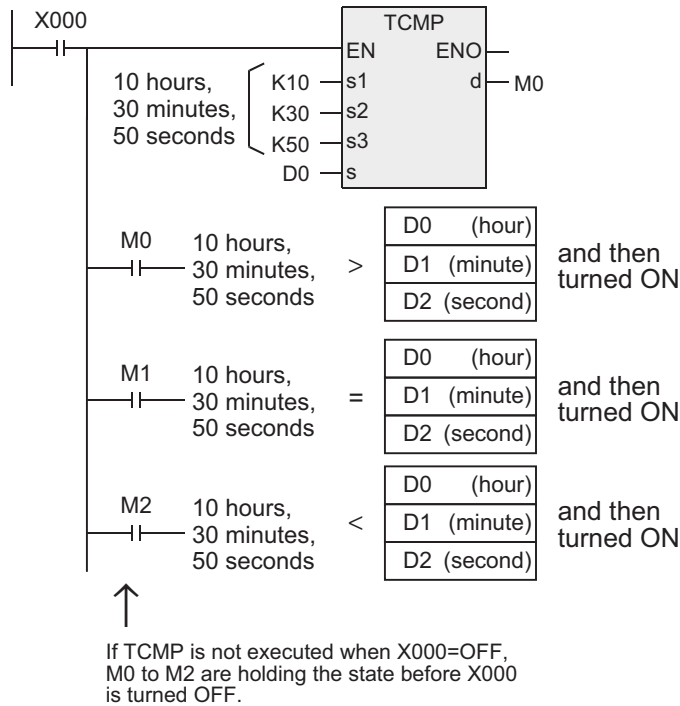 X000
TCMP
EN ENO
10 hours,
30 minutes,
50 seconds
K10 s1 d M0
K30 s2
K50 s3
D0 s
M0
10 hours,
30 minutes,
50 seconds
>
D0 (hour)
D1 (minute)
D2 (second)
and then
turned ON
M1
10 hours,
30 minutes,
50 seconds
=
D0 (hour)
D1 (minute)
D2 (second)
and then
turned ON
M2
10 hours,
30 minutes,
50 seconds
<
D0 (hour)
D1 (minute)
D2 (second)
and then
turned ON
If TCMP is not executed when X000=OFF,
M0 to M2 are holding the state before X000
is turned OFF.